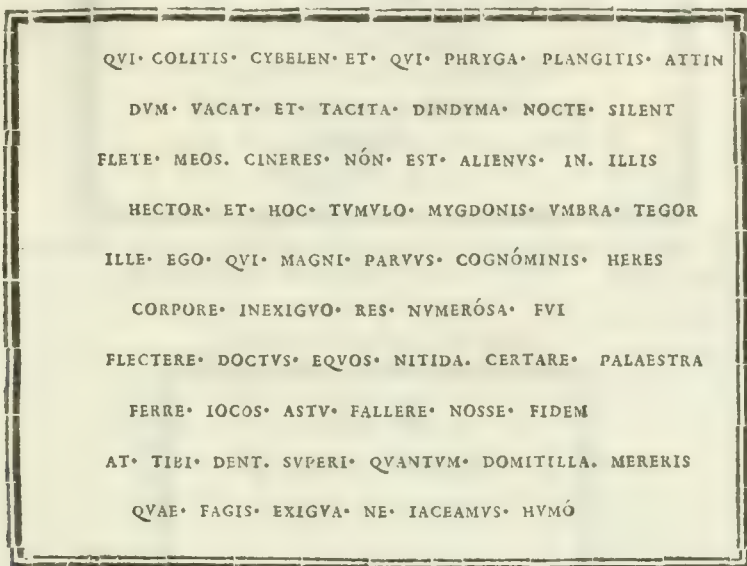 QVI· COLITIS· CYBELEN· ET· QVI· PHRYGA· PLANGITIS· ATTIN
DVM· VACAT· ET· TACITA· DINDYMA· NOCTE· SILENT
FLETE· MEOS. CINERES· NÓN· EST· ALIENVS· IN. ILLIS
HECTOR· ET· HOC· TVMVLO· MYGDONIS· VMBRA· TEGOR
ILLE· EGO· QVI· MAGNI· PARVVS· COGNÓMINIS· HERES
CORPORE· INEXIGVO· RES· NVMERÓSA· FVI
FLECTERE· DOCTVS· EQVOS· NITIDA. CERTARE· PALAESTRA
FERRE· IOCOS· ASTV· FALLERE· NOSSE· FIDEM
AT· TIBI· DENT. SVPERI· QVANTVM· DOMITILLA. MERERIS
QVAE· FAGIS· EXIGVA· NE· IACEAMVS· HVMÓ